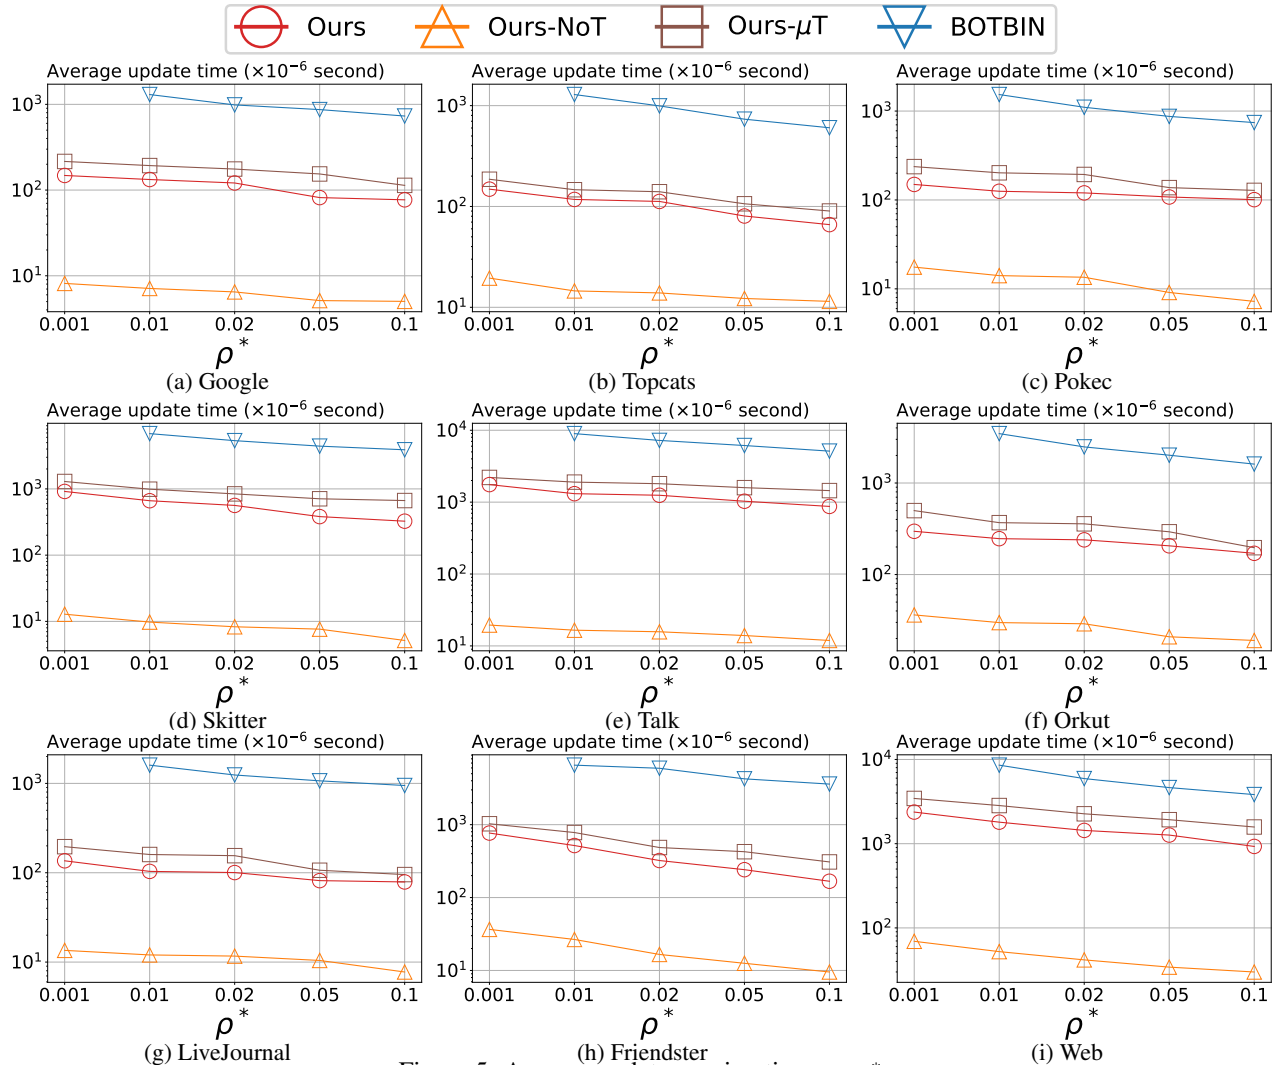 Ours Ours-NoT Ours-μT BOTBIN
Average update time (×10⁻⁶ second) Average update time (×10⁻⁶ second) Average update time (×10⁻⁶ second)
10³ 10³ 10³
10² 10² 10²
10¹ 10¹ 10¹
0.001 0.01 0.02 0.05 0.1 0.001 0.01 0.02 0.05 0.1 0.001 0.01 0.02 0.05 0.1
ρ* ρ* ρ*
(a) Google (b) Topcats (c) Pokec
Average update time (×10⁻⁶ second) Average update time (×10⁻⁶ second) Average update time (×10⁻⁶ second)
10³ 10⁴ 10³
10² 10³ 10²
10¹ 10² 
10¹
0.001 0.01 0.02 0.05 0.1 0.001 0.01 0.02 0.05 0.1 0.001 0.01 0.02 0.05 0.1
ρ* ρ* ρ*
(d) Skitter (e) Talk (f) Orkut
Average update time (×10⁻⁶ second) Average update time (×10⁻⁶ second) Average update time (×10⁻⁶ second)
10³ 10³ 10⁴
10² 10² 10³
10¹ 10¹ 10²
0.001 0.01 0.02 0.05 0.1 0.001 0.01 0.02 0.05 0.1 0.001 0.01 0.02 0.05 0.1
ρ* ρ* ρ*
(g) LiveJournal (h) Friendster (i) Web